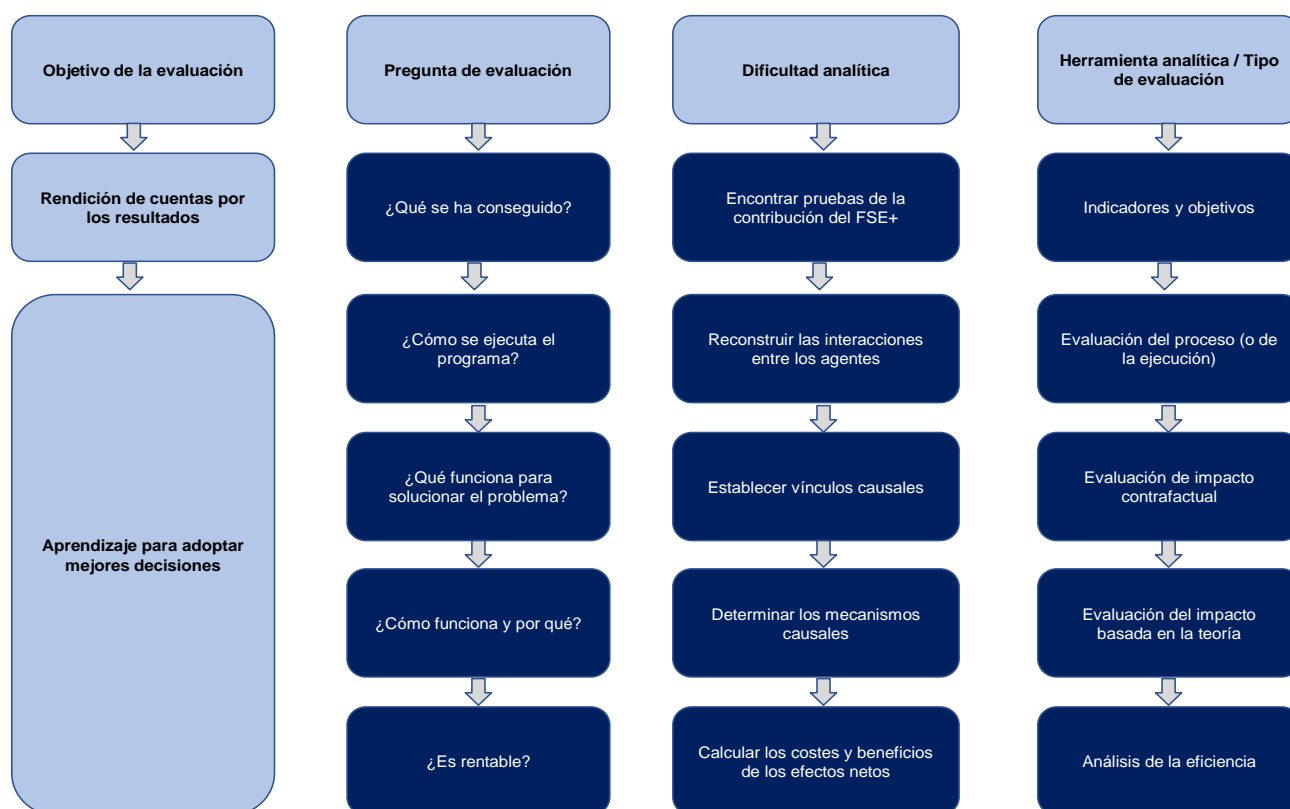 Objetivo de la evaluación
Pregunta de evaluación
Dificultad analítica
Herramienta analítica / Tipo
de evaluación
Rendición de cuentas por
los resultados
¿Qué se ha conseguido?
Encontrar pruebas de la
contribución del FSE+
Indicadores y objetivos
Aprendizaje para adoptar
mejores decisiones
¿Cómo se ejecuta el
programa?
Reconstruir las interacciones
entre los agentes
Evaluación del proceso (o de
la ejecución)
¿Qué funciona para
solucionar el problema?
Establecer vínculos causales
Evaluación de impacto
contrafactual
¿Cómo funciona y por qué?
Determinar los mecanismos
causales
Evaluación del impacto
basada en la teoría
¿Es rentable?
Calcular los costes y beneficios
de los efectos netos
Análisis de la eficiencia